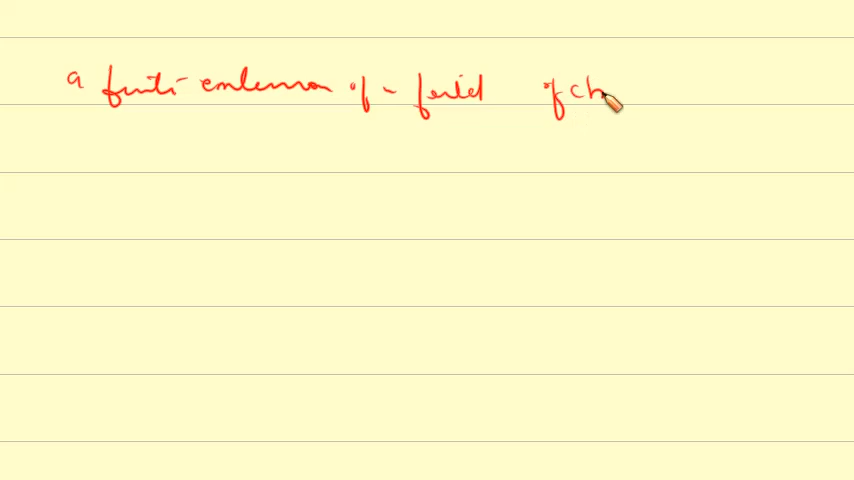 a finite extension of a field of ch